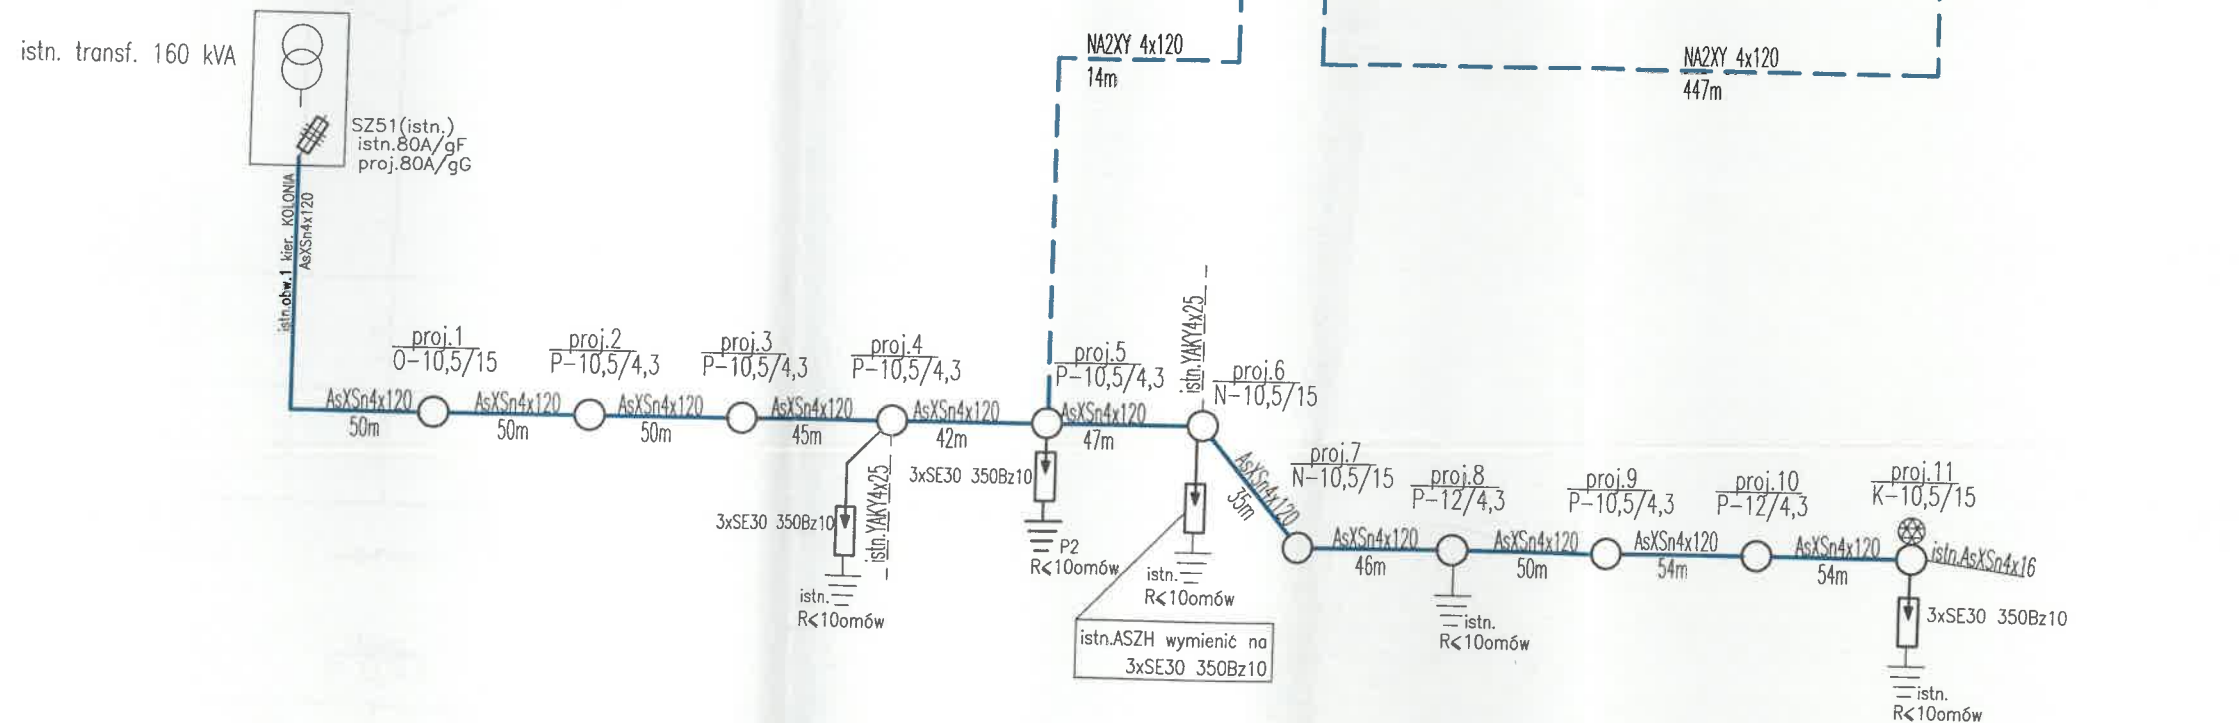 istn. transf. 160 kVA
SZ51(istn.)
istn.80A/gF
proj.80A/gG
istn.obw.1 kier. KOLONIA
AsXSn4x120
NA2XY 4x120
14m
NA2XY 4x120
447m
proj.1
O-10,5/15
proj.2
P-10,5/4,3
proj.3
P-10,5/4,3
proj.4
P-10,5/4,3
proj.5
P-10,5/4,3
istn.YAKY4x25
proj.6
N-10,5/15
AsXSn4x120
50m
AsXSn4x120
50m
AsXSn4x120
50m
AsXSn4x120
45m
AsXSn4x120
42m
AsXSn4x120
47m
AsXSn4x120
35m
proj.7
N-10,5/15
proj.8
P-12/4,3
proj.9
P-10,5/4,3
proj.10
P-12/4,3
proj.11
K-10,5/15
AsXSn4x120
46m
AsXSn4x120
50m
AsXSn4x120
54m
AsXSn4x120
54m
istn.AsXSn4x16
3xSE30 350Bz10
istn.YAKY4x25
istn.
R⩽10omów
3xSE30 350Bz10
P2
R⩽10omów
istn.
R⩽10omów
istn.ASZH wymienić na
3xSE30 350Bz10
istn.
R⩽10omów
3xSE30 350Bz10
istn.
R⩽10omów